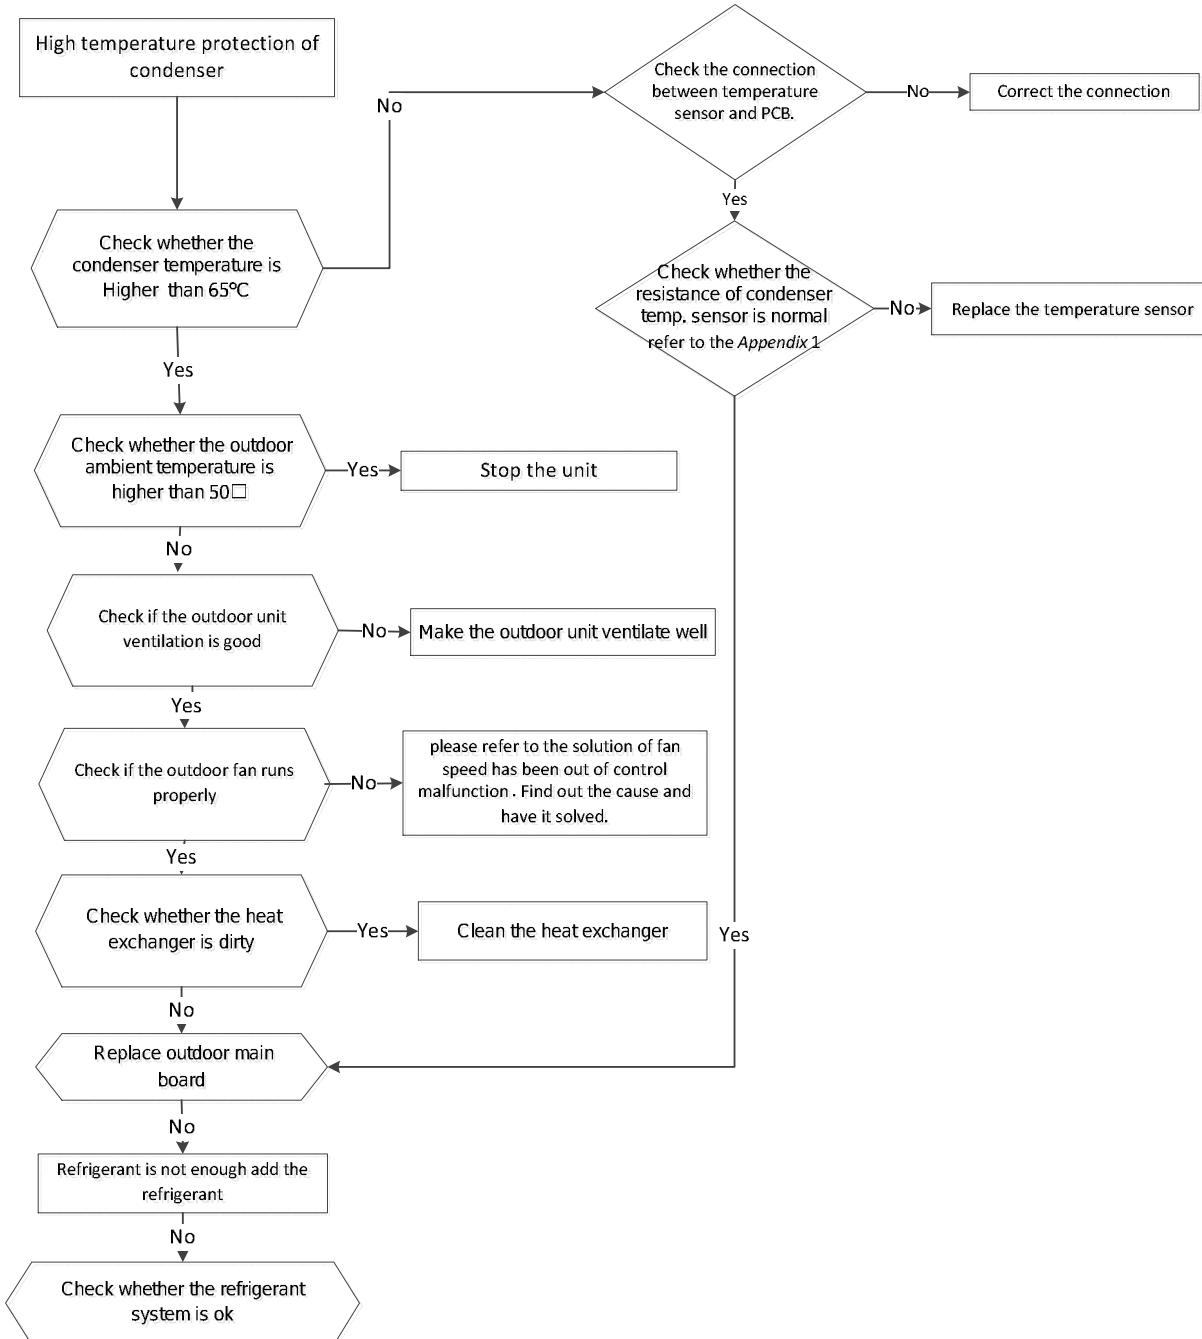 High temperature protection of
condenser
No
Check the connection
between temperature
sensor and PCB.
No
Correct the connection
Yes
Check whether the
condenser temperature is
Higher than 65℃
Check whether the
resistance of condenser
temp. sensor is normal
refer to the Appendix 1
No
Replace the temperature sensor
Yes
Check whether the outdoor
ambient temperature is
higher than 50□
Yes
Stop the unit
No
Check if the outdoor unit
ventilation is good
No
Make the outdoor unit ventilate well
Yes
Check if the outdoor fan runs
properly
No
please refer to the solution of fan
speed has been out of control
malfunction . Find out the cause and
have it solved.
Yes
Check whether the heat
exchanger is dirty
Yes
Clean the heat exchanger
Yes
No
Replace outdoor main
board
No
Refrigerant is not enough add the
refrigerant
No
Check whether the refrigerant
system is ok